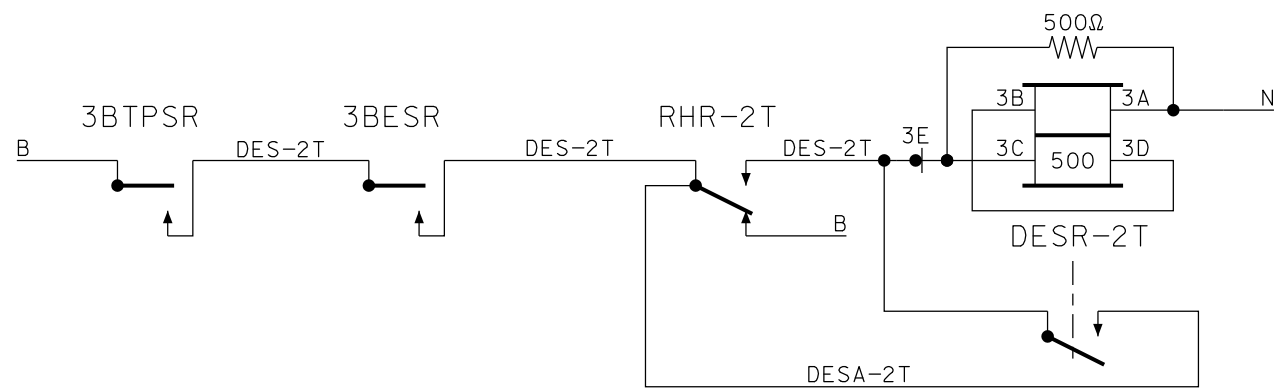 500Ω
3BTPSR
3BESR
RHR-2T
3B
3A
N
B
DES-2T
DES-2T
DES-2T
3E
3C
500
3D
B
DESR-2T
DESA-2T